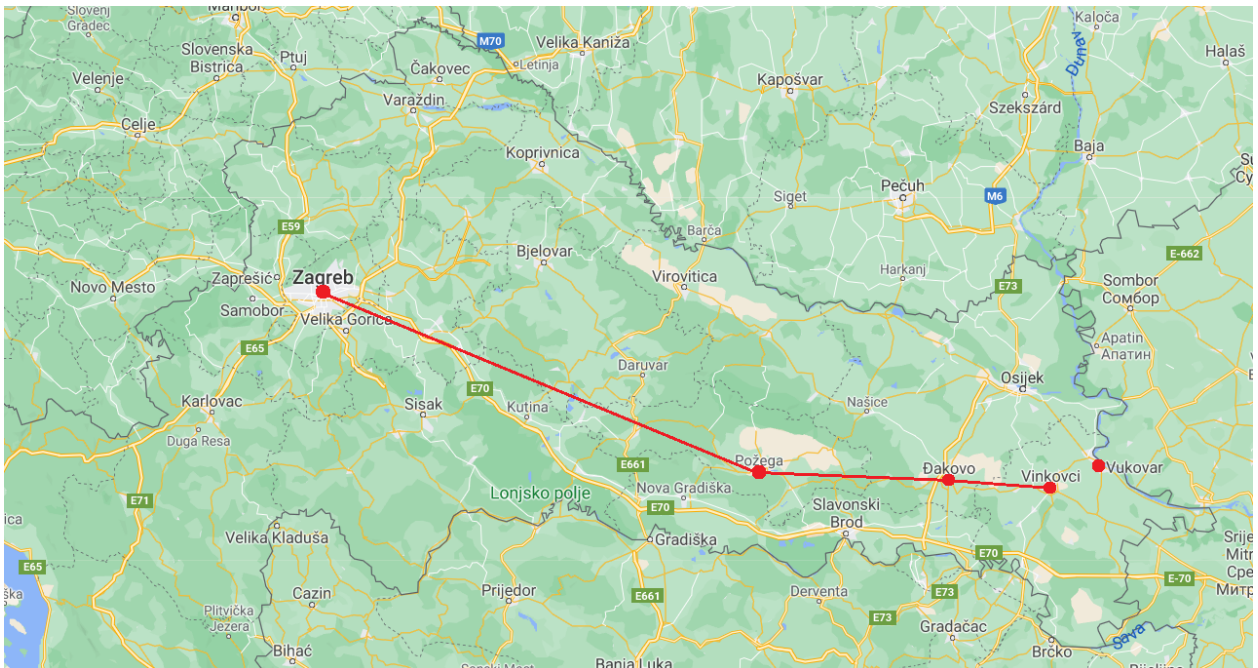 Slovenj
Gradec
Maribor
Slovenska
Bistrica
Ptuj
M70
Velika Kaniža
Letinja
Kaloča
Dunav
Halaš
Velenje
Čakovec
Kapošvar
Szekszárd
Celje
Varaždin
Baja
Koprivnica
Pečuh
M6
Siget
E59
Barča
Bjelovar
E-662
Zaprešić
Zagreb
Virovitica
Harkanj
E73
Sombor
Сомбор
Novo Mesto
Samobor
Velika Gorica
E65
Apatin
Апатин
Daruvar
Osijek
E70
Karlovac
Sisak
Kutina
Našice
Duga Resa
E661
Požega
Đakovo
Vinkovci
Vukovar
E71
Lonjsko polje
Nova Gradiška
E70
Slavonski
Brod
Velika Kladuša
Gradiška
E70
E65
E-70
Cazin
Prijedor
E661
Derventa
E73
E73
Plitvička
Jezera
Gradačac
Sava
Bihać
Banja Luka
Brčko